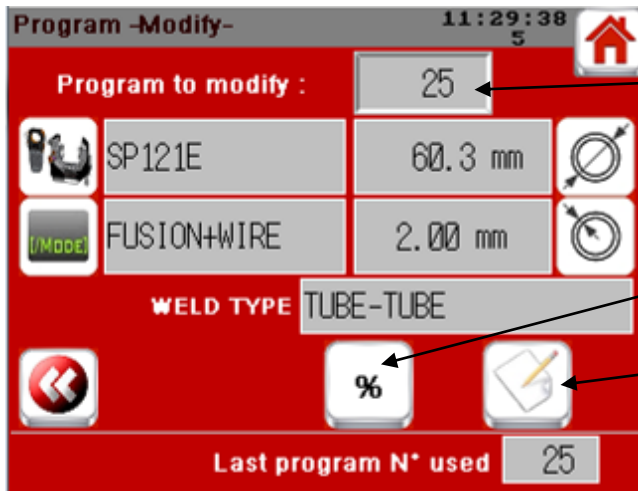 Program -Modify-
11:29:38
5
Program to modify : 25
SP121E 60.3 mm
[/MODE] FUSION+WIRE 2.00 mm
WELD TYPE TUBE-TUBE
%
Last program N° used 25